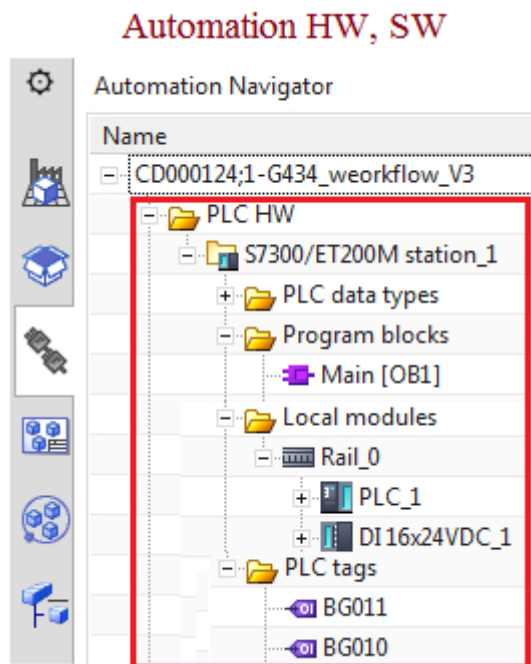 Automation HW, SW
Automation Navigator
Name
CD000124;1-G434_weorkflow_V3
PLC HW
S7300/ET200M station_1
PLC data types
Program blocks
Main [OB1]
Local modules
Rail_0
PLC_1
DI 16x24VDC_1
PLC tags
BG011
BG010